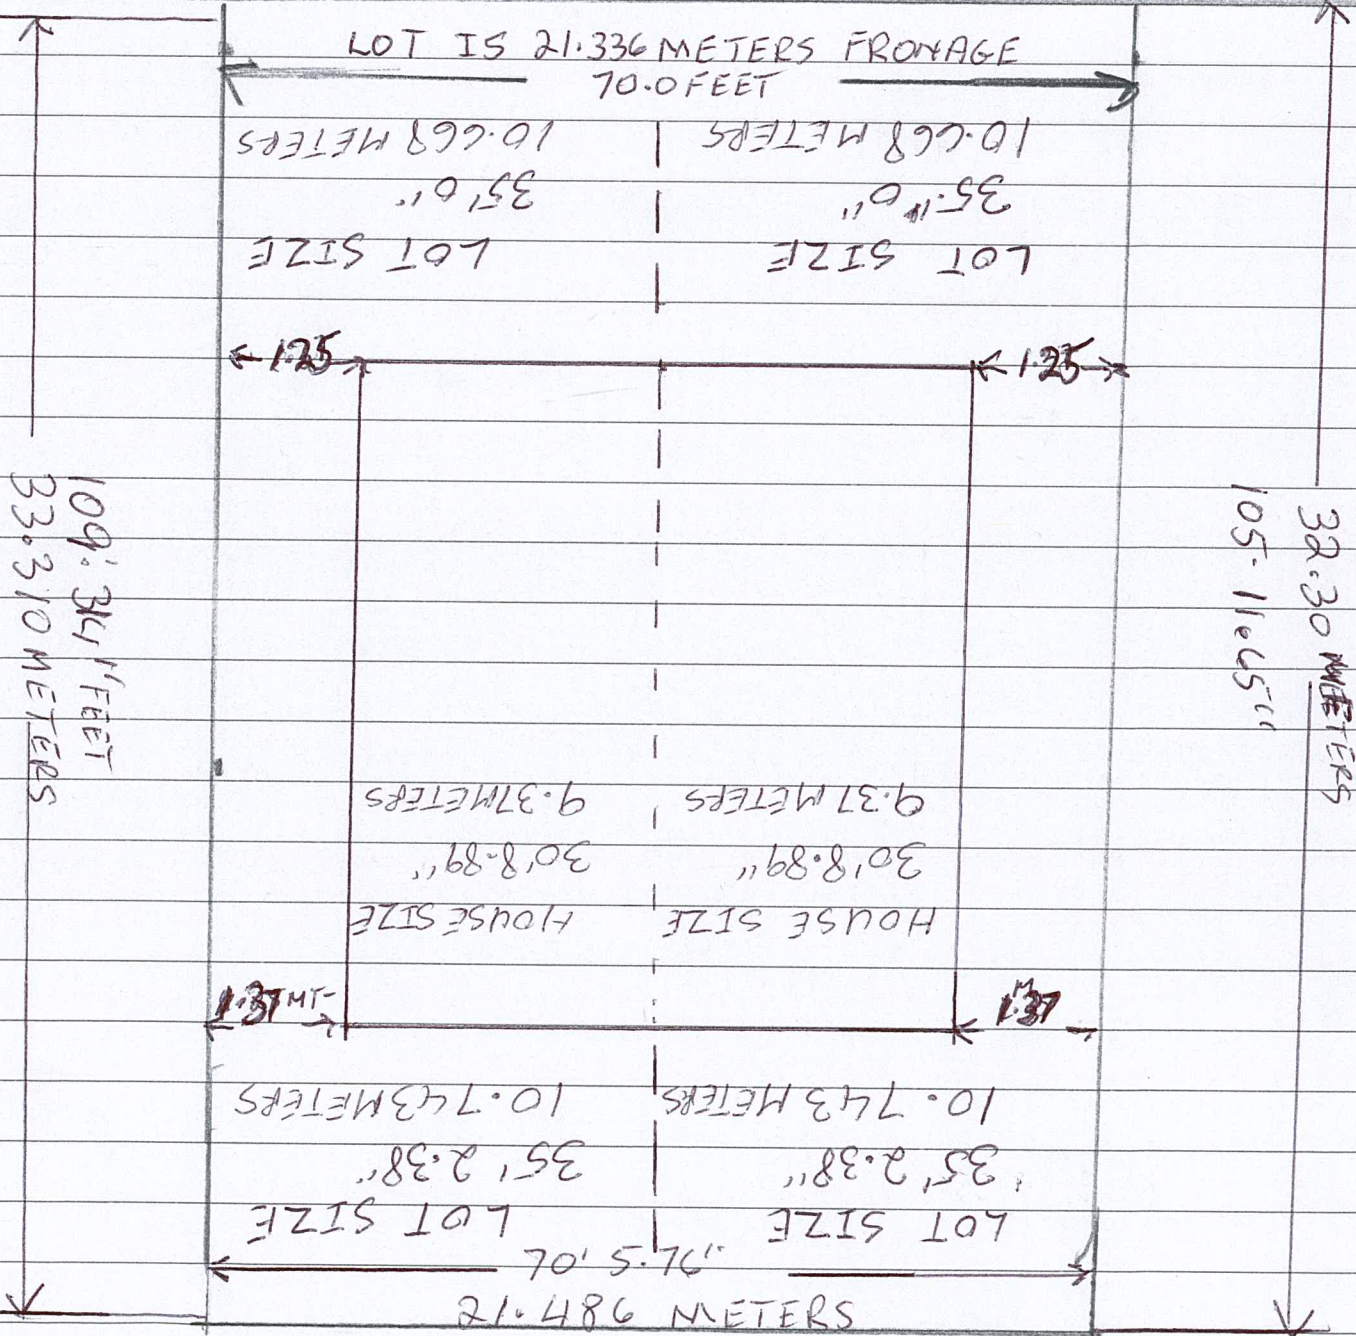 LOT IS 21.336 METERS FRONAGE
70.0 FEET
10.668 METERS
10.668 METERS
35' 0"
35." 0"
LOT SIZE
LOT SIZE
1.25
1.25
32.30 METERS
105. 11.65"
109'. 3 1/4" FEET
33.310 METERS
9.37 METERS
9.37 METERS
30' 8.89"
30' 8.89"
HOUSE SIZE
HOUSE SIZE
1.37 MT-
1.37 M
10.743 METERS
10.743 METERS
35' 2.38"
35' 2.38"
LOT SIZE
LOT SIZE
70' 5.76"
21.486 METERS